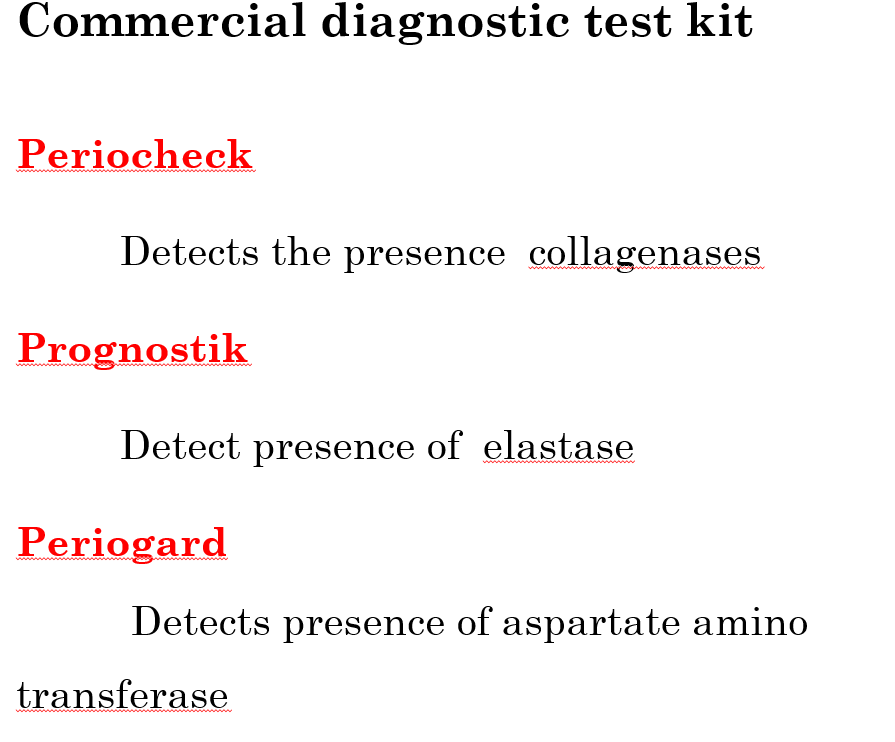 Commercial diagnostic test kit
Periocheck
Detects the presence  collagenases
Prognostik
Detect presence of  elastase
Periogard
Detects presence of aspartate amino
transferase